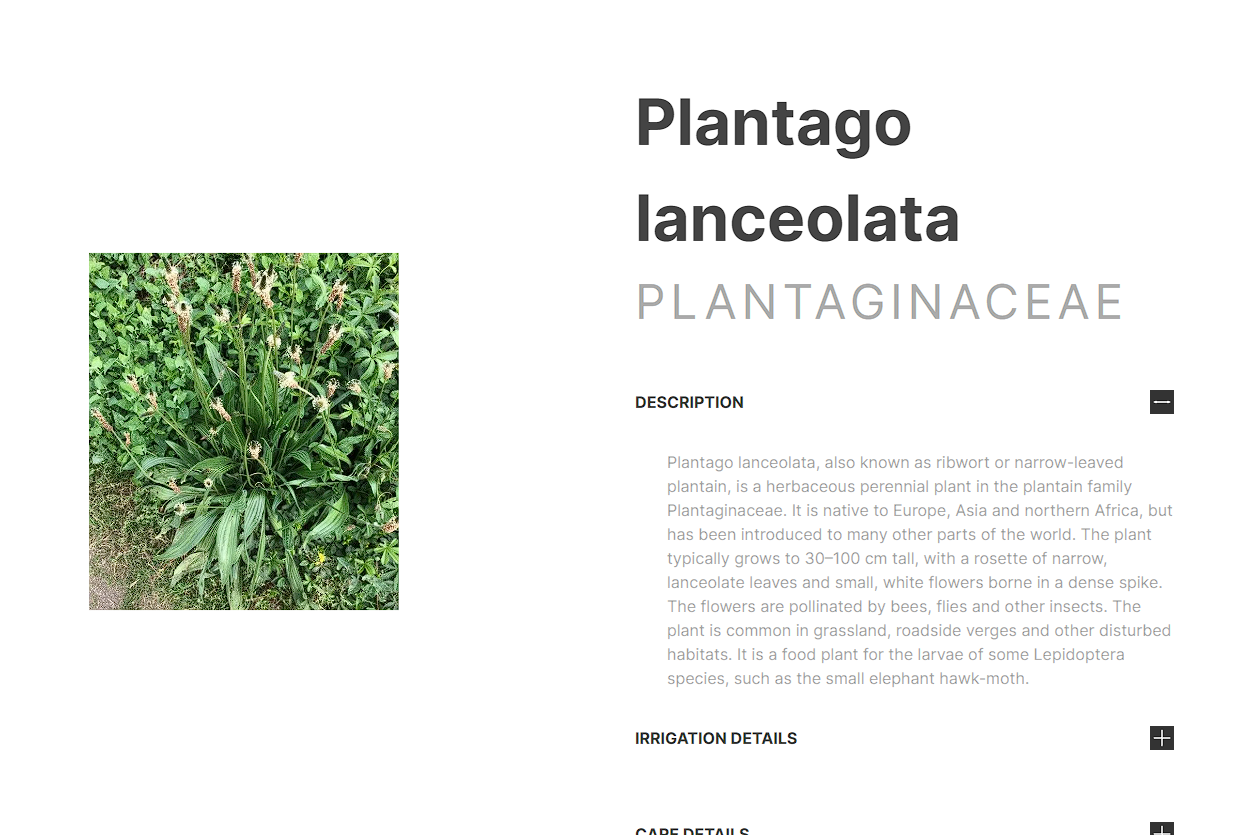 Plantago
lanceolata
PLANTAGINACEAE
DESCRIPTION
Plantago lanceolata, also known as ribwort or narrow-leaved
plantain, is a herbaceous perennial plant in the plantain family
Plantaginaceae. It is native to Europe, Asia and northern Africa, but
has been introduced to many other parts of the world. The plant
typically grows to 30–100 cm tall, with a rosette of narrow,
lanceolate leaves and small, white flowers borne in a dense spike.
The flowers are pollinated by bees, flies and other insects. The
plant is common in grassland, roadside verges and other disturbed
habitats. It is a food plant for the larvae of some Lepidoptera
species, such as the small elephant hawk-moth.
IRRIGATION DETAILS
CARE DETAILS